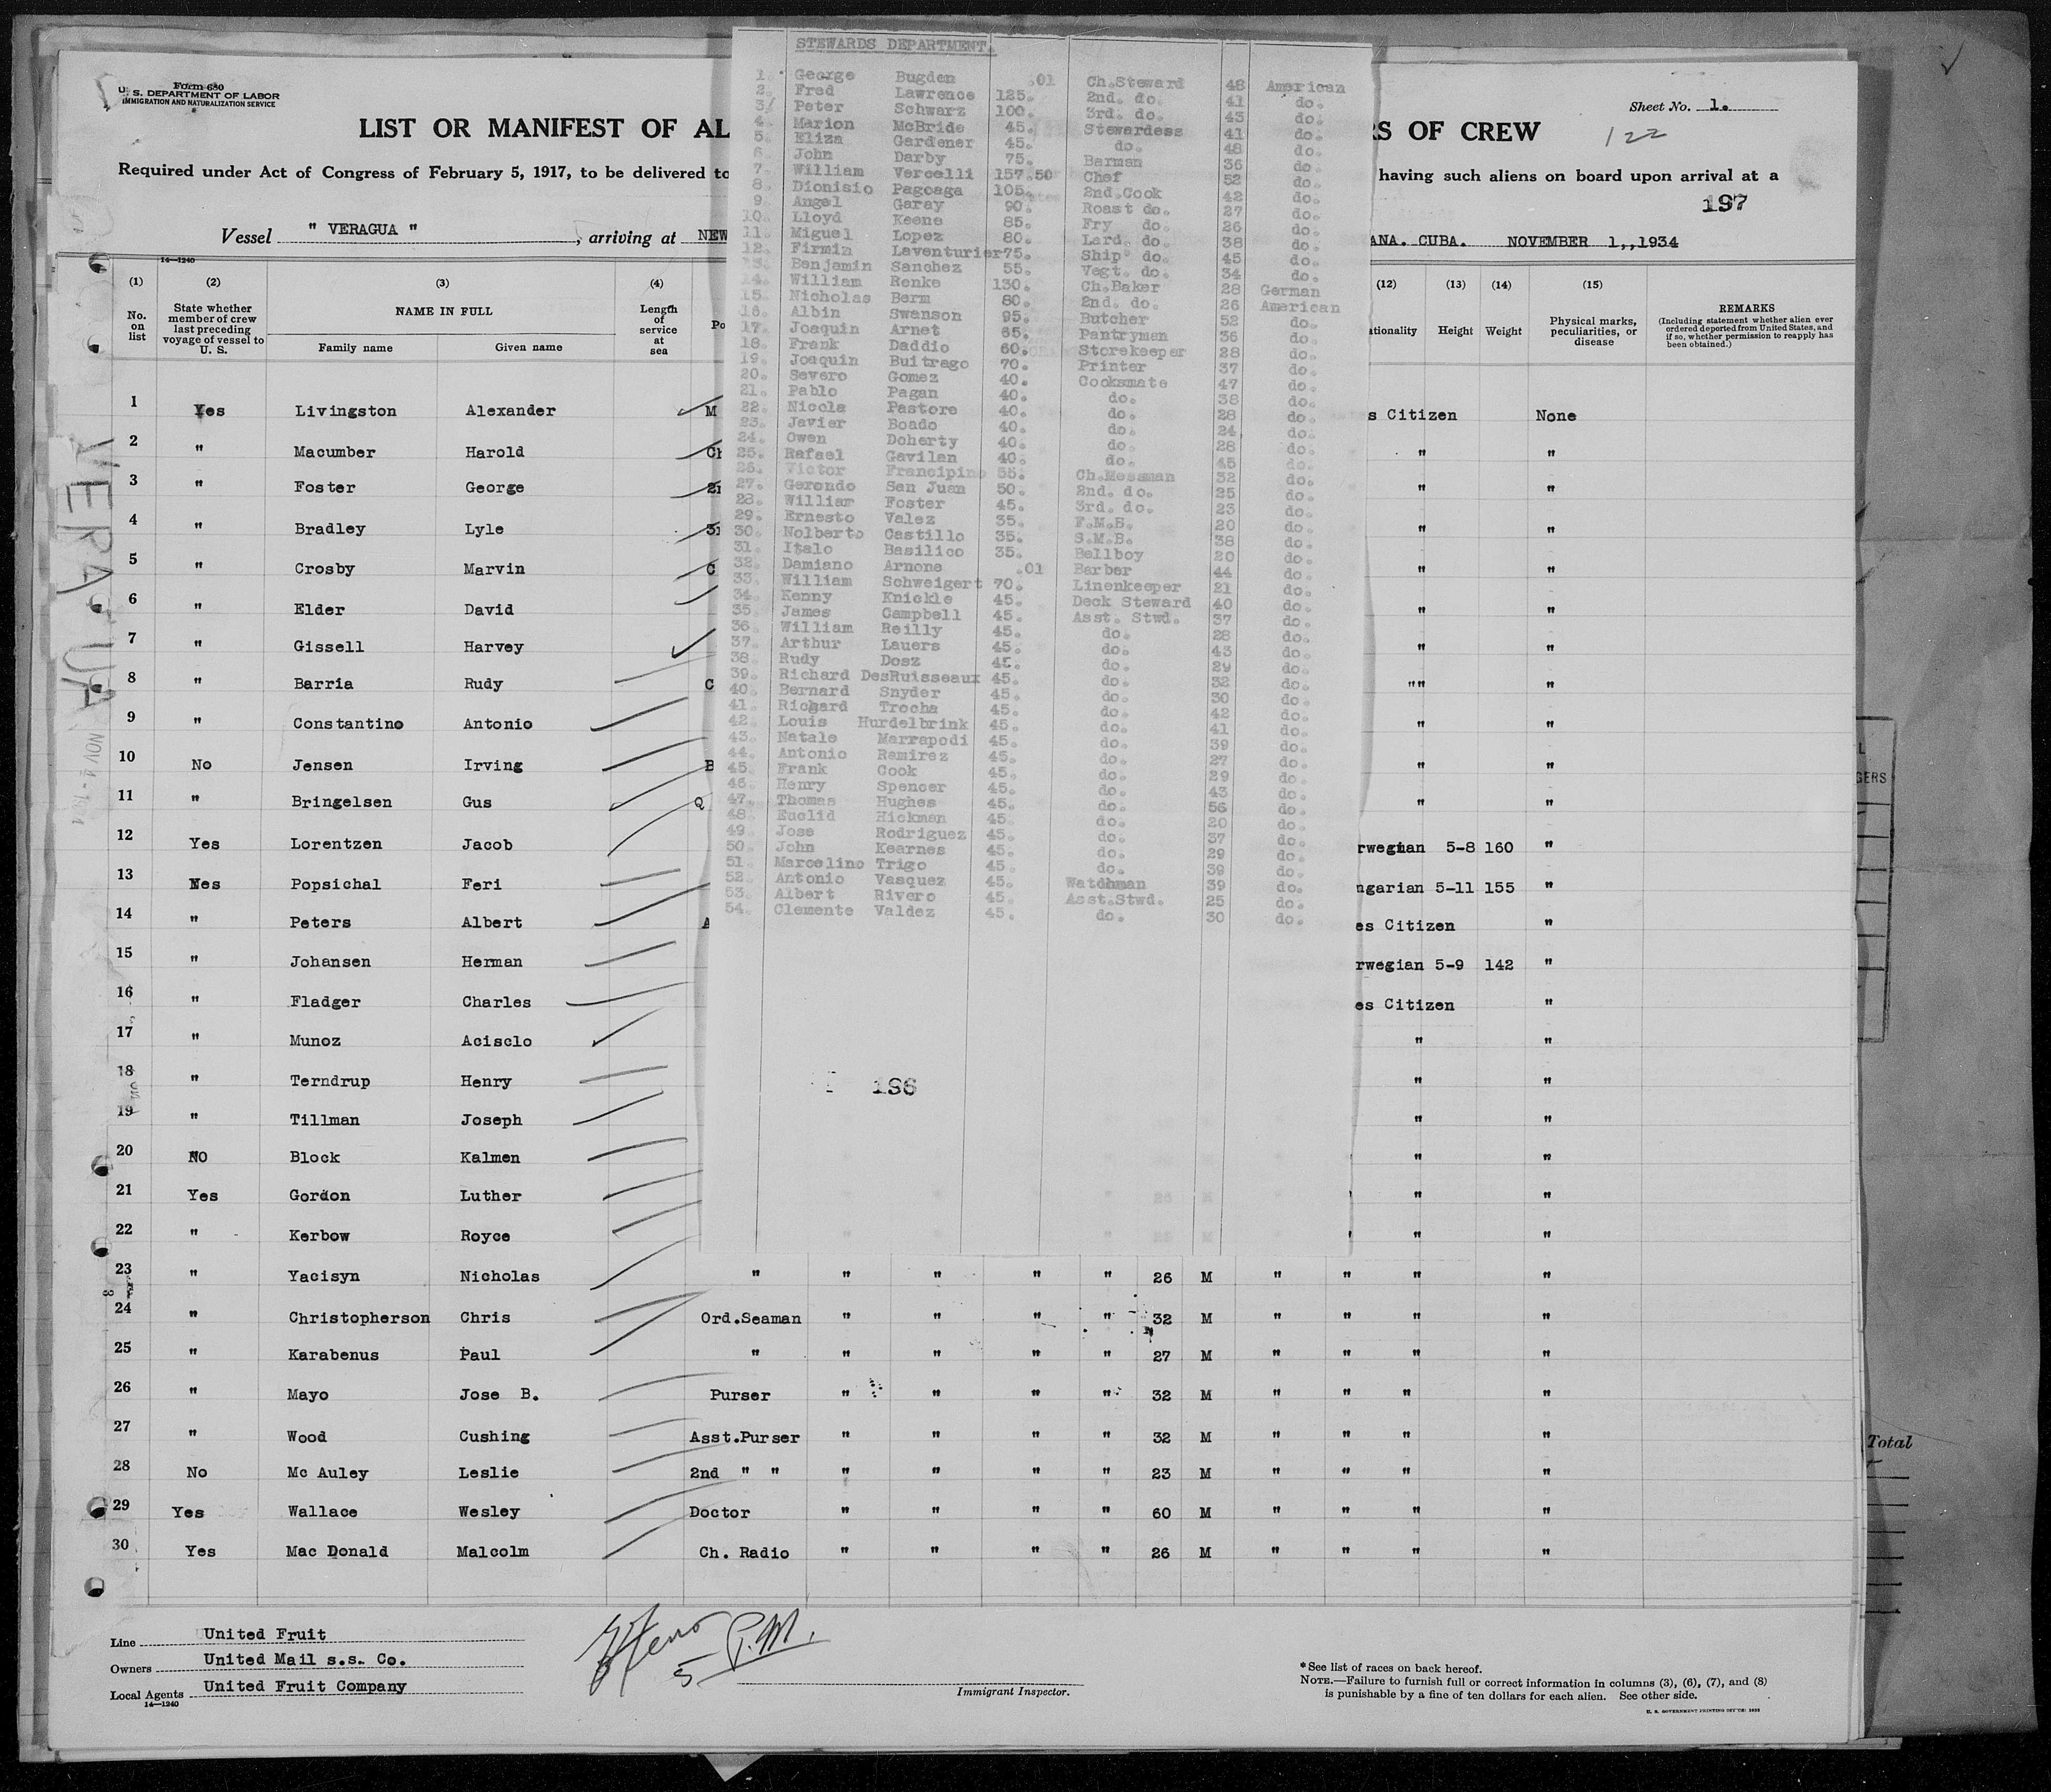 Form 680
U. S. DEPARTMENT OF LABOR
IMMIGRATION AND NATURALIZATION SERVICE
Sheet No. 1.
122
LIST OR MANIFEST OF AL
RS OF CREW
Required under Act of Congress of February 5, 1917, to be delivered to
having such aliens on board upon arrival at a
197
Vessel " VERAGUA " , arriving at NEW
ANA. CUBA. NOVEMBER 1,,1934
14—1240
(1) (2) (3) (4) (12) (13) (14) (15)
No. on list
State whether member of crew last preceding voyage of vessel to U. S.
NAME IN FULL
Family name Given name
Length of service at sea
Po
ationality Height Weight
Physical marks, peculiarities, or disease
REMARKS
(Including statement whether alien ever ordered deported from United States, and if so, whether permission to reapply has been obtained.)
STEWARDS DEPARTMENT.
1. George Bugden .01 Ch.Steward 48 American
2. Fred Lawrence 125. 2nd. do. 41 do.
3/ Peter Schwarz 100. 3rd. do. 43 do.
4. Marion McBride 45. Stewardess 41 do.
5. Eliza Gardener 45. do. 48 do.
6. John Darby 75. Barman 36 do.
7. William Vercelli 157.50 Chef 52 do.
8. Dionisio Pagoaga 105. 2nd.Cook 42 do.
9. Angel Garay 90. Roast do. 27 do.
10. Lloyd Keene 85. Fry do. 26 do.
11. Miguel Lopez 80. Lard. do. 38 do.
12. Firmin Laventurier 75. Ship do. 45 do.
13. Benjamin Sanchez 55. Vegt. do. 34 do.
14. William Renke 130. Ch.Baker 28 German
15. Nicholas Berm 80. 2nd. do. 26 American
16. Albin Swanson 95. Butcher 52 do.
17. Joaquin Arnet 65. Pantryman 36 do.
18. Frank Daddio 60. Storekeeper 28 do.
19. Joaquin Buitrago 70. Printer 37 do.
20. Severo Gomez 40. Cooksmate 47 do.
21. Pablo Pagan 40. do. 38 do.
22. Nicola Pastore 40. do. 28 do.
23. Javier Boado 40. do. 24 do.
24. Owen Doherty 40. do. 28 do.
25. Rafael Gavilan 40. do. 45 do.
26. Victor Francipino 55. Ch.Messman 32 do.
27. Gerondo San Juan 50. 2nd. do. 25 do.
28. William Foster 45. 3rd. do. 23 do.
29. Ernesto Valez 35. F.M.B. 20 do.
30. Nolberto Castillo 35. S.M.B. 38 do.
31. Italo Basilico 35. Bellboy 20 do.
32. Damiano Arnone .01 Barber 44 do.
33. William Schweigert 70. Linenkeeper 21 do.
34. Kenny Knickle 45. Deck Steward 40 do.
35. James Campbell 45. Asst. Stwd. 37 do.
36. William Reilly 45. do. 28 do.
37. Arthur Lauers 45. do. 43 do.
38. Rudy Dosz 45. do. 29 do.
39. Richard DesRuisseaux 45. do. 32 do.
40. Bernard Snyder 45. do. 30 do.
41. Richard Trocha 45. do. 42 do.
42. Louis Hurdelbrink 45. do. 41 do.
43. Natale Marrapodi 45. do. 39 do.
44. Antonio Ramirez 45. do. 27 do.
45. Frank Cook 45. do. 29 do.
46. Henry Spencer 45. do. 43 do.
47. Thomas Hughes 45. do. 56 do.
48. Euclid Hickman 45. do. 20 do.
49. Jose Rodriguez 45. do. 37 do.
50. John Kearnes 45. do. 29 do.
51. Marcelino Trigo 45. do. 39 do.
52. Antonio Vasquez 45. Watchman 39 do.
53. Albert Rivero 45. Asst.Stwd. 25 do.
54. Clemente Valdez 45. do. 30 do.
196
1 Yes Livingston Alexander M s Citizen None
2 " Macumber Harold Ch " "
3 " Foster George 2n " "
4 " Bradley Lyle 3r " "
5 " Crosby Marvin C " "
6 " Elder David " "
7 " Gissell Harvey " "
8 " Barria Rudy C "" "
9 " Constantino Antonio " "
10 No Jensen Irving B " "
11 " Bringelsen Gus Q " "
12 Yes Lorentzen Jacob rwegian 5-8 160 "
13 Yes Popsichal Feri ngarian 5-11 155 "
14 " Peters Albert A es Citizen "
15 " Johansen Herman rwegian 5-9 142 "
16 " Fladger Charles es Citizen "
17 " Munoz Acisclo " "
18 " Terndrup Henry " "
19 " Tillman Joseph " "
20 NO Block Kalmen " "
21 Yes Gordon Luther " "
22 " Kerbow Royce " "
23 " Yacisyn Nicholas " " " " " 26 M " " " "
24 " Christopherson Chris Ord.Seaman " " " " 32 M " " " "
25 " Karabenus Paul " " " " " 27 M " " " "
26 " Mayo Jose B. Purser " " " " 32 M " " " "
27 " Wood Cushing Asst.Purser " " " " 32 M " " " "
28 No Mc Auley Leslie 2nd " " " " " " 23 M " " " "
29 Yes Wallace Wesley Doctor " " " " 60 M " " " "
30 Yes Mac Donald Malcolm Ch. Radio " " " " 26 M " " " "
VERAGUA
Line United Fruit
Owners United Mail s.s. Co.
Local Agents United Fruit Company
14—1240
5 P.M.
Immigrant Inspector.
* See list of races on back hereof.
NOTE.—Failure to furnish full or correct information in columns (3), (6), (7), and (8)
is punishable by a fine of ten dollars for each alien. See other side.
GERS
Total